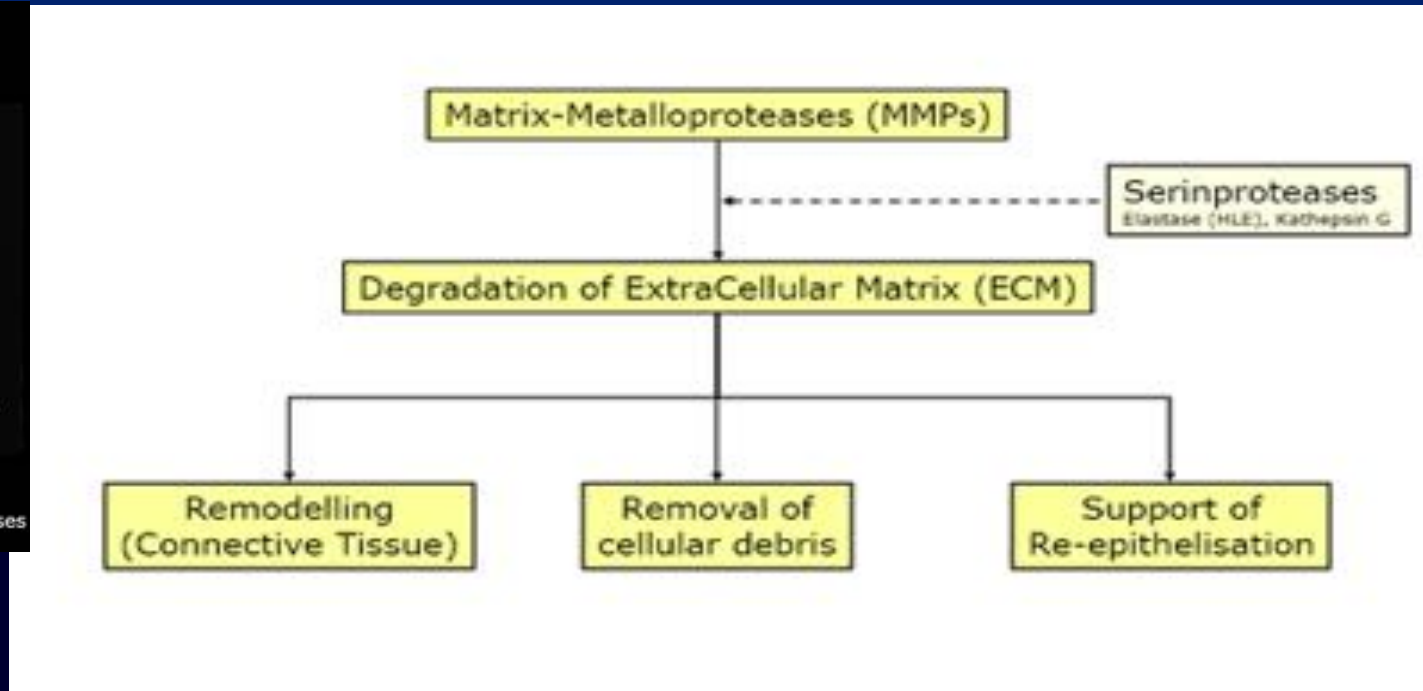 Matrix-Metalloproteases (MMPs)
Serinproteases
Elastase (HLE), Kathepsin G
Degradation of ExtraCellular Matrix (ECM)
Remodelling
(Connective Tissue)
Removal of
cellular debris
Support of
Re-epithelisation
ses